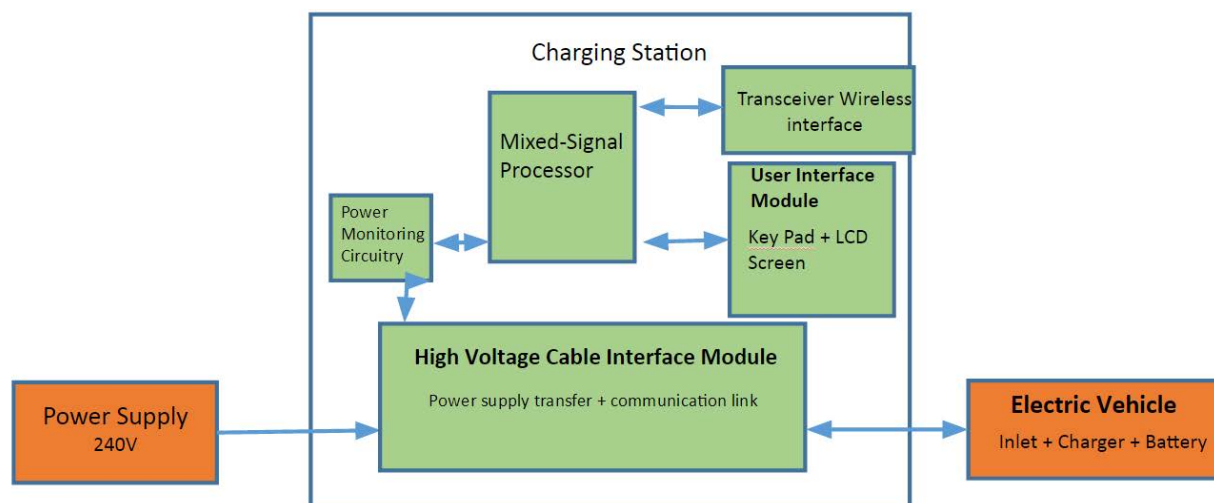 Charging Station
Transceiver Wireless
interface
Mixed-Signal
Processor
User Interface
Module
Key Pad + LCD
Screen
Power
Monitoring
Circuitry
High Voltage Cable Interface Module
Power supply transfer + communication link
Power Supply
240V
Electric Vehicle
Inlet + Charger + Battery